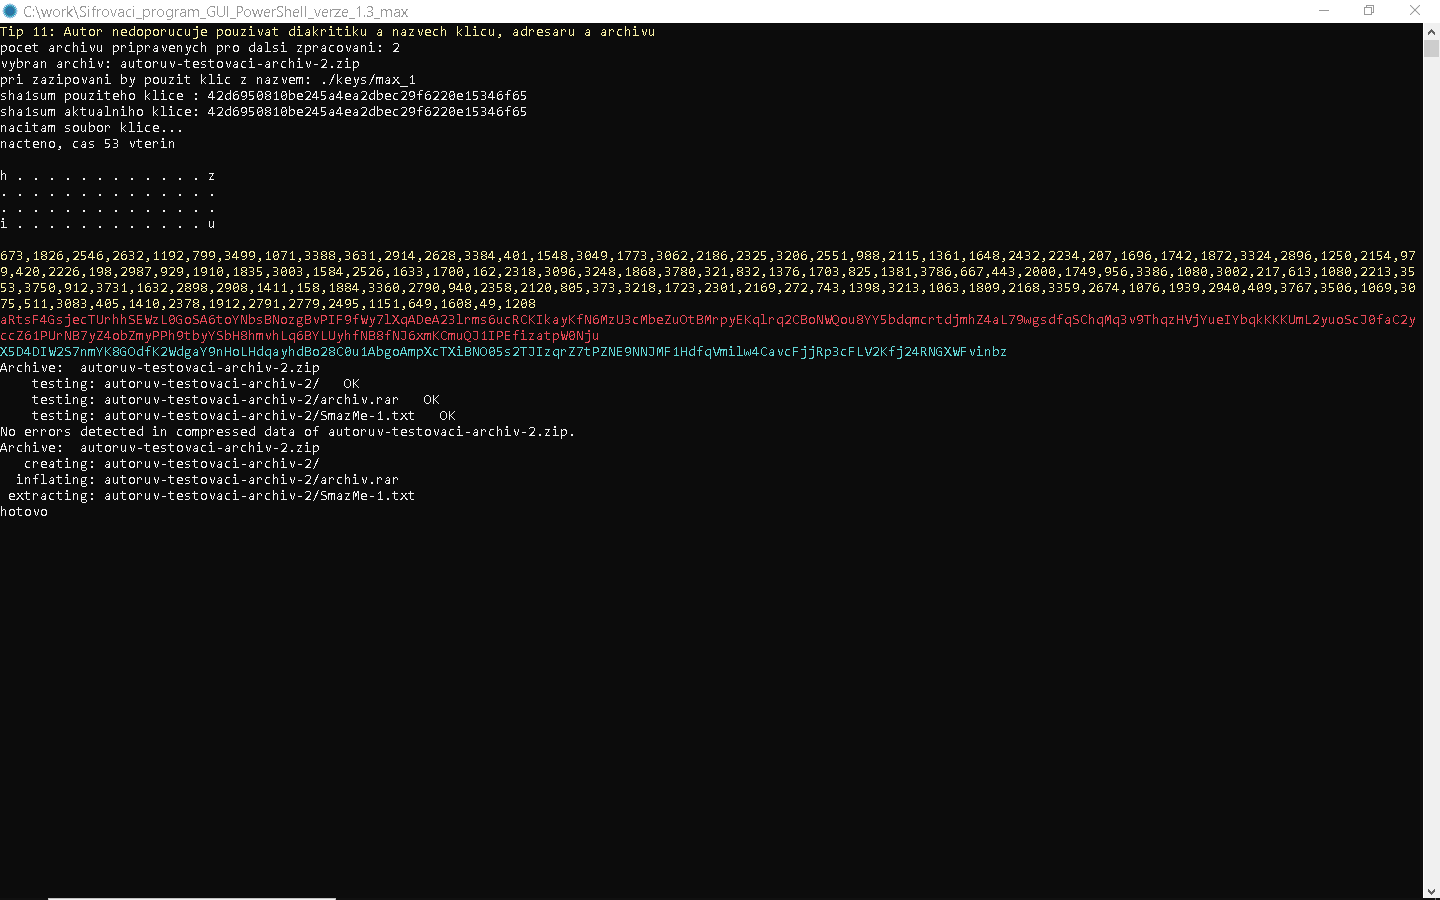 C:\work\Sifrovaci_program_GUI_PowerShell_verze_1.3_max
Tip 11: Autor nedoporucuje pouzivat diakritiku a nazvech klicu, adresaru a archivu
pocet archivu pripravenych pro dalsi zpracovani: 2
vybran archiv: autoruv-testovaci-archiv-2.zip
pri zazipovani by pouzit klic z nazvem: ./keys/max_1
sha1sum pouziteho klice : 42d6950810be245a4ea2dbec29f6220e15346f65
sha1sum aktualniho klice: 42d6950810be245a4ea2dbec29f6220e15346f65
nacitam soubor klice...
nacteno, cas 53 vterin
h . . . . . . . . . . . . z
. . . . . . . . . . . . . .
. . . . . . . . . . . . . .
i . . . . . . . . . . . . u
673,1826,2546,2632,1192,799,3499,1071,3388,3631,2914,2628,3384,401,1548,3049,1773,3062,2186,2325,3206,2551,988,2115,1361,1648,2432,2234,207,1696,1742,1872,3324,2896,1250,2154,97
9,420,2226,198,2987,929,1910,1835,3003,1584,2526,1633,1700,162,2318,3096,3248,1868,3780,321,832,1376,1703,825,1381,3786,667,443,2000,1749,956,3386,1080,3002,217,613,1080,2213,35
53,3750,912,3731,1632,2898,2908,1411,158,1884,3360,2790,940,2358,2120,805,373,3218,1723,2301,2169,272,743,1398,3213,1063,1809,2168,3359,2674,1076,1939,2940,409,3767,3506,1069,30
75,511,3083,405,1410,2378,1912,2791,2779,2495,1151,649,1608,49,1208
aRtsF4GsjecTUrhhSEWzL0GoSA6toYNbsBNozgBvPIF9fWy7lXqADeA23lrms6ucRCKIkayKfN6MzU3cMbeZuOtBMrpyEKqlrq2CBoNWQou8YY5bdqmcrtdjmhZ4aL79wgsdfqSChqMq3v9ThqzHVjYueIYbqkKKKUmL2yuoScJ0faC2y
ccZ61PUrNB7yZ4obZmyPPh9tbyYSbH8hmvhLq6BYLUyhfNB8fNJ6xmKCmuQJ1IPEfizatpW0Nju
X5D4DIW2S7nmYK8GOdfK2WdgaY9nHoLHdqayhdBo28C0u1AbgoAmpXcTXiBNO05s2TJIzqrZ7tPZNE9NNJMF1HdfqVmilw4CavcFjjRp3cFLV2Kfj24RNGXWFvinbz
Archive:  autoruv-testovaci-archiv-2.zip
    testing: autoruv-testovaci-archiv-2/   OK
    testing: autoruv-testovaci-archiv-2/archiv.rar   OK
    testing: autoruv-testovaci-archiv-2/SmazMe-1.txt   OK
No errors detected in compressed data of autoruv-testovaci-archiv-2.zip.
Archive:  autoruv-testovaci-archiv-2.zip
   creating: autoruv-testovaci-archiv-2/
  inflating: autoruv-testovaci-archiv-2/archiv.rar
 extracting: autoruv-testovaci-archiv-2/SmazMe-1.txt
hotovo